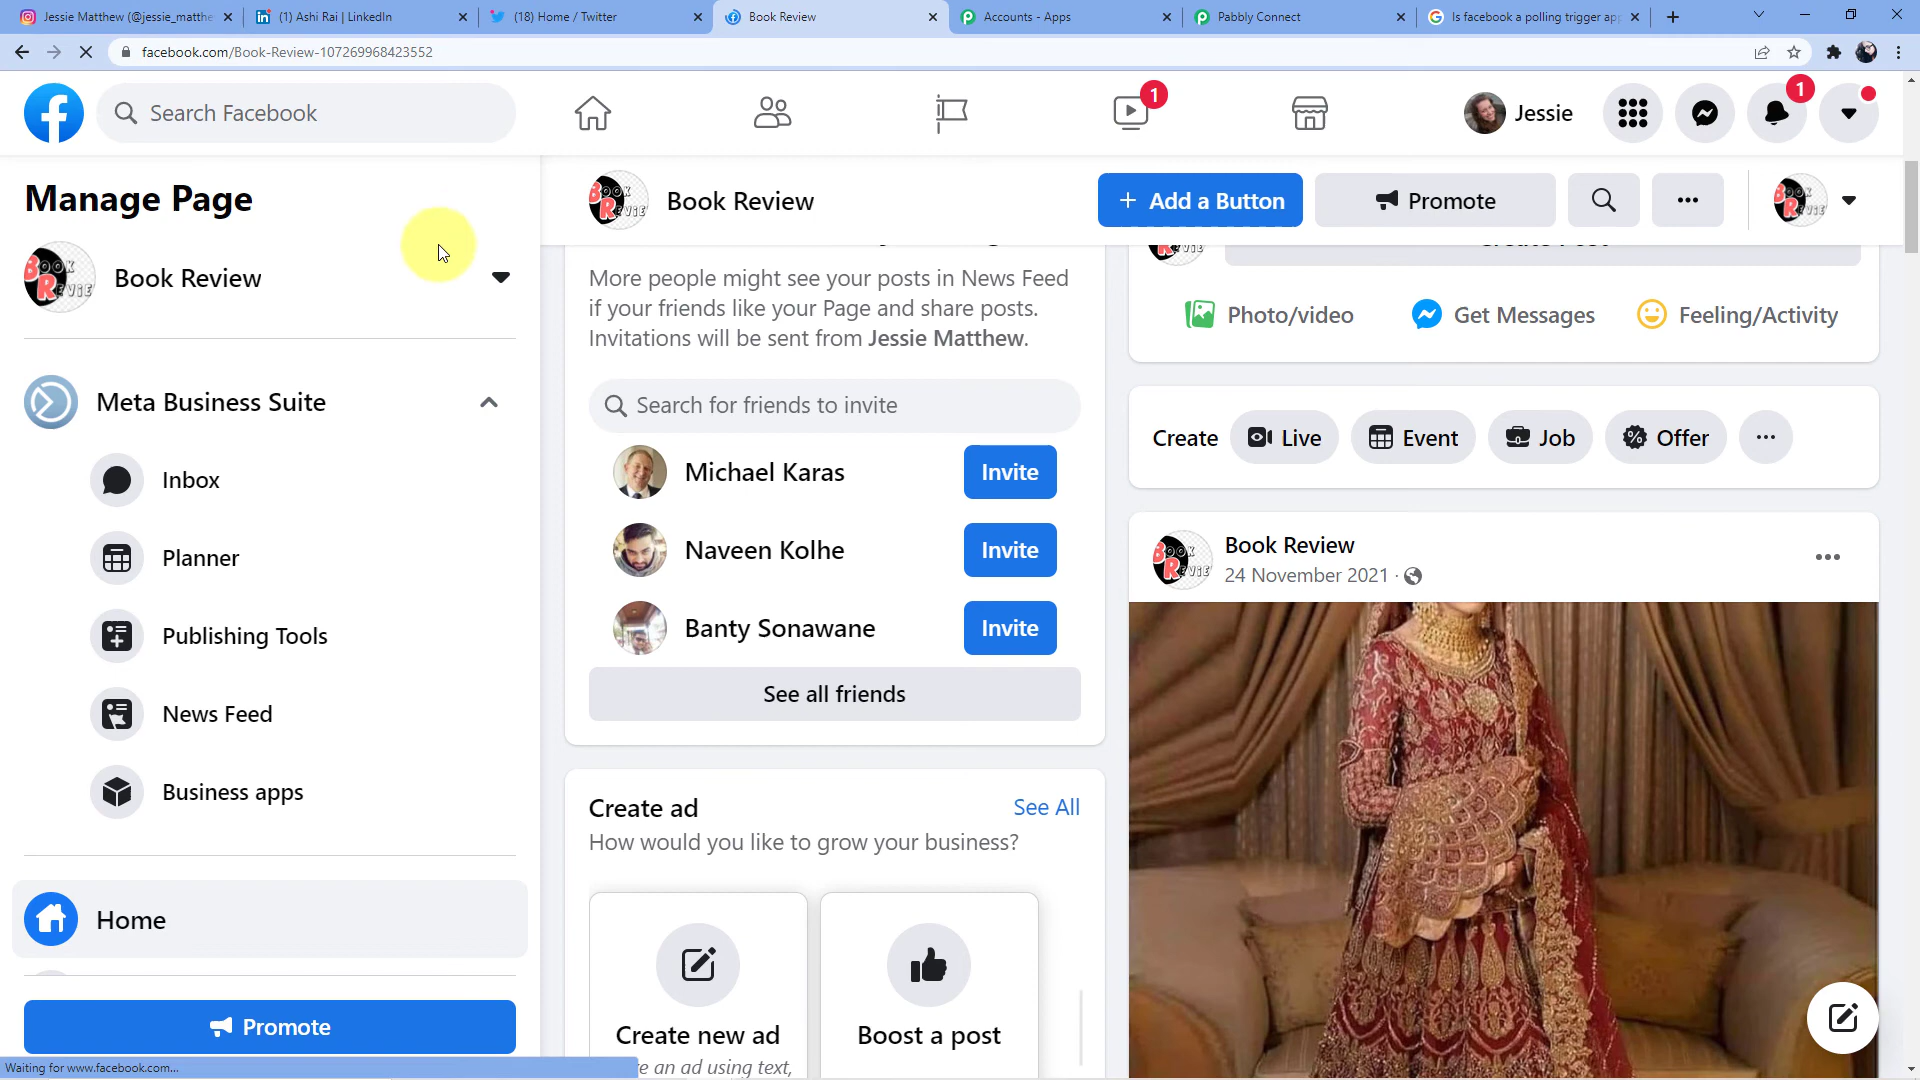 Jessie Matthew (@jessie_matthe
(1) Ashi Rai | LinkedIn
(18) Home / Twitter
Book Review
Accounts - Apps
Pabbly Connect
Is facebook a polling trigger app
facebook.com/Book-Review-107269968423552
Search Facebook
1
Jessie
1
Manage Page
Book Review
Meta Business Suite
Inbox
Planner
Publishing Tools
News Feed
Business apps
Home
Promote
Waiting for www.facebook.com...
Book Review
+ Add a Button
Promote
More people might see your posts in News Feed
if your friends like your Page and share posts.
Invitations will be sent from Jessie Matthew.
Search for friends to invite
Michael Karas
Invite
Naveen Kolhe
Invite
Banty Sonawane
Invite
See all friends
Create ad
See All
How would you like to grow your business?
Create new ad
e an ad using text,
Boost a post
Photo/video
Get Messages
Feeling/Activity
Create
Live
Event
Job
Offer
Book Review
24 November 2021